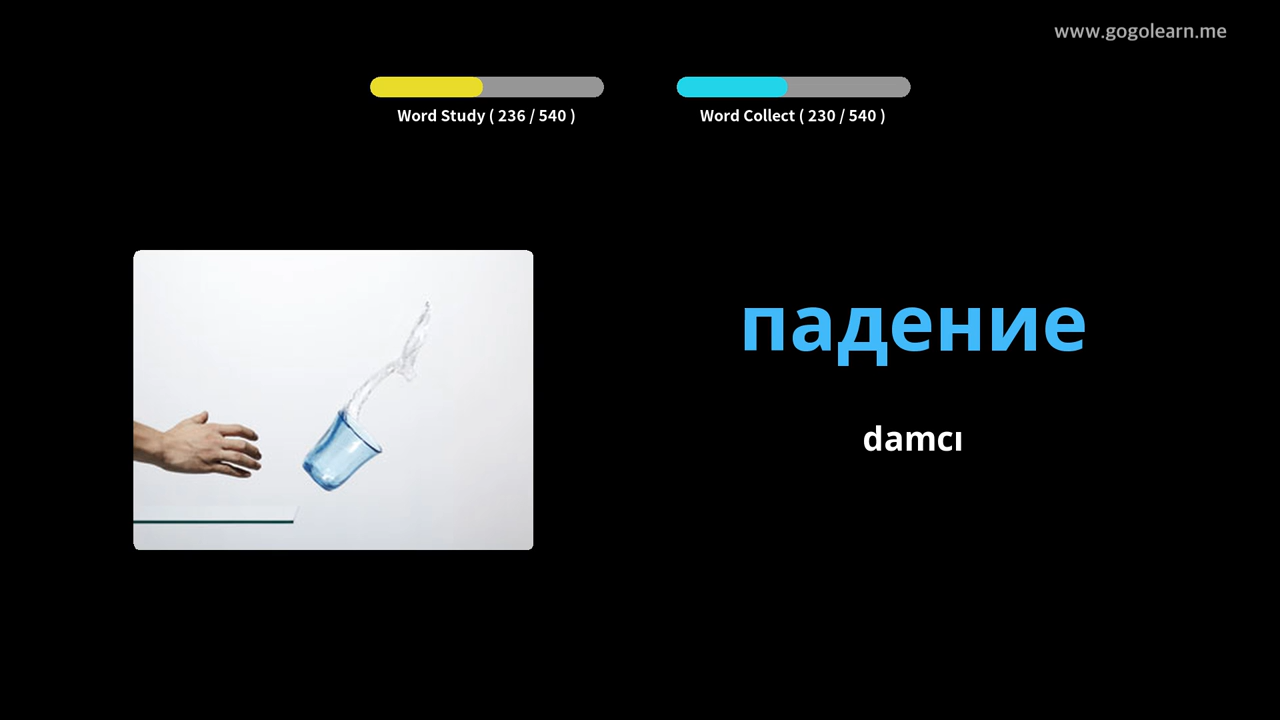 www.gogolearn.me
Word Study ( 236 / 540 )
Word Collect ( 230 / 540 )
падение
damcı